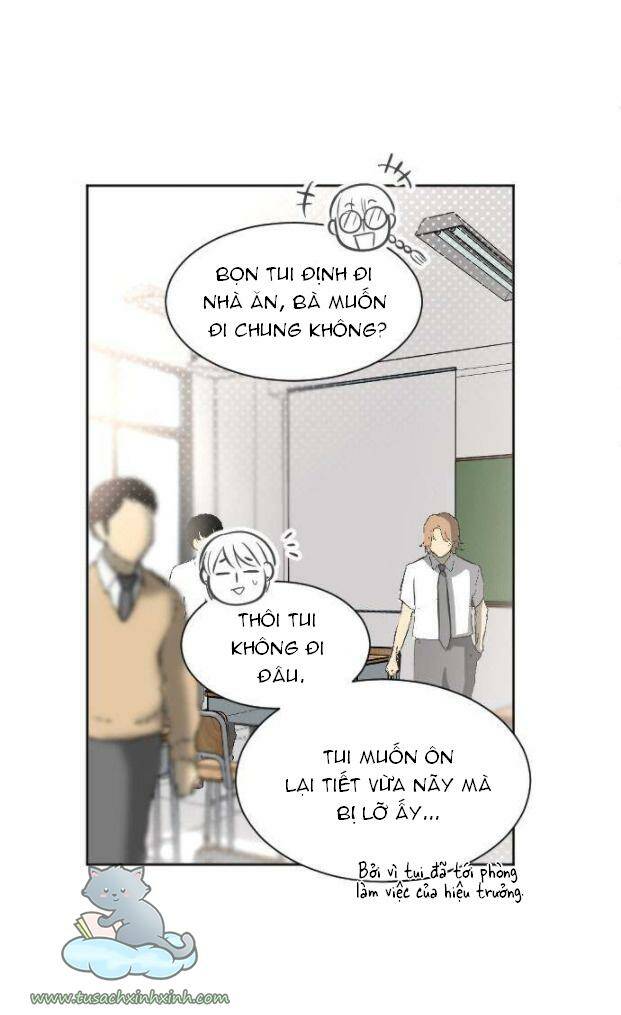 BỌN TUI ĐỊNH ĐI
NHÀ ĂN, BÀ MUỐN
ĐI CHUNG KHÔNG?
THÔI TUI
KHÔNG ĐI
ĐÂU.
TUI MUỐN ÔN
LẠI TIẾT VỪA NÃY MÀ
BỊ LỠ ẤY...
Bởi vì tui đã tới phòng
làm việc của hiệu trưởng.
www.tusachxinhxinh.com